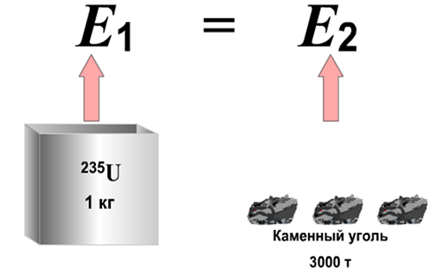 E₁ = E₂
²³⁵U
1 кг
Каменный уголь
3000 т